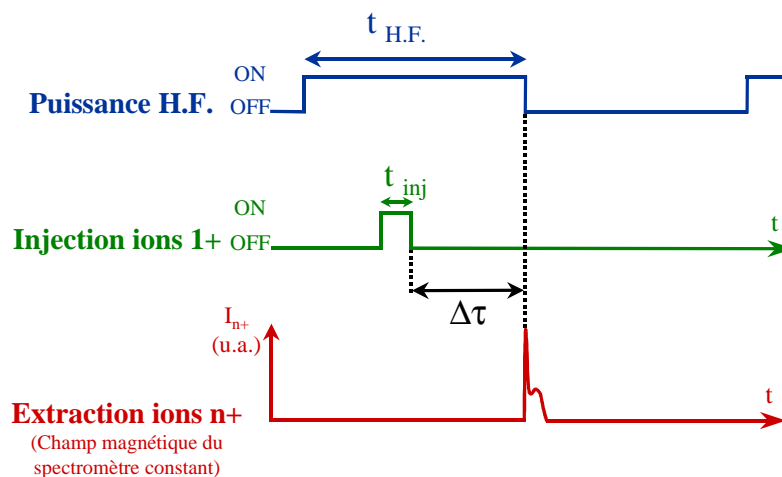 t H.F.
ON
Puissance H.F. OFF
t inj
ON
t
Injection ions 1+ OFF
Δτ
I n+
(u.a.)
t
Extraction ions n+
(Champ magnétique du
spectromètre constant)